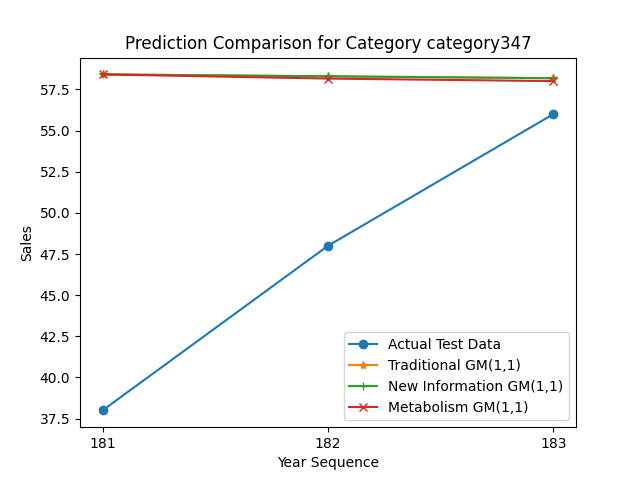 Prediction Comparison for Category category347
57.5
55.0
52.5
50.0
47.5
45.0
42.5
40.0
37.5
Sales
181
182
183
Year Sequence
Actual Test Data
Traditional GM(1,1)
New Information GM(1,1)
Metabolism GM(1,1)